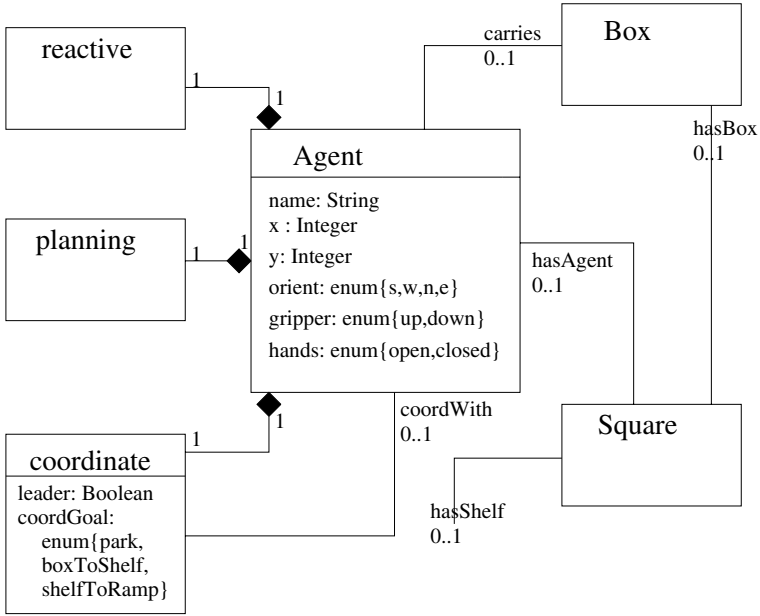 reactive
1
1
carries
0..1
Box
hasBox
0..1
Agent
name: String
x : Integer
y: Integer
orient: enum{s,w,n,e}
gripper: enum{up,down}
hands: enum{open,closed}
planning
1
1
hasAgent
0..1
coordWith
0..1
1
1
coordinate
leader: Boolean
coordGoal:
enum{park,
boxToShelf,
shelfToRamp}
Square
hasShelf
0..1